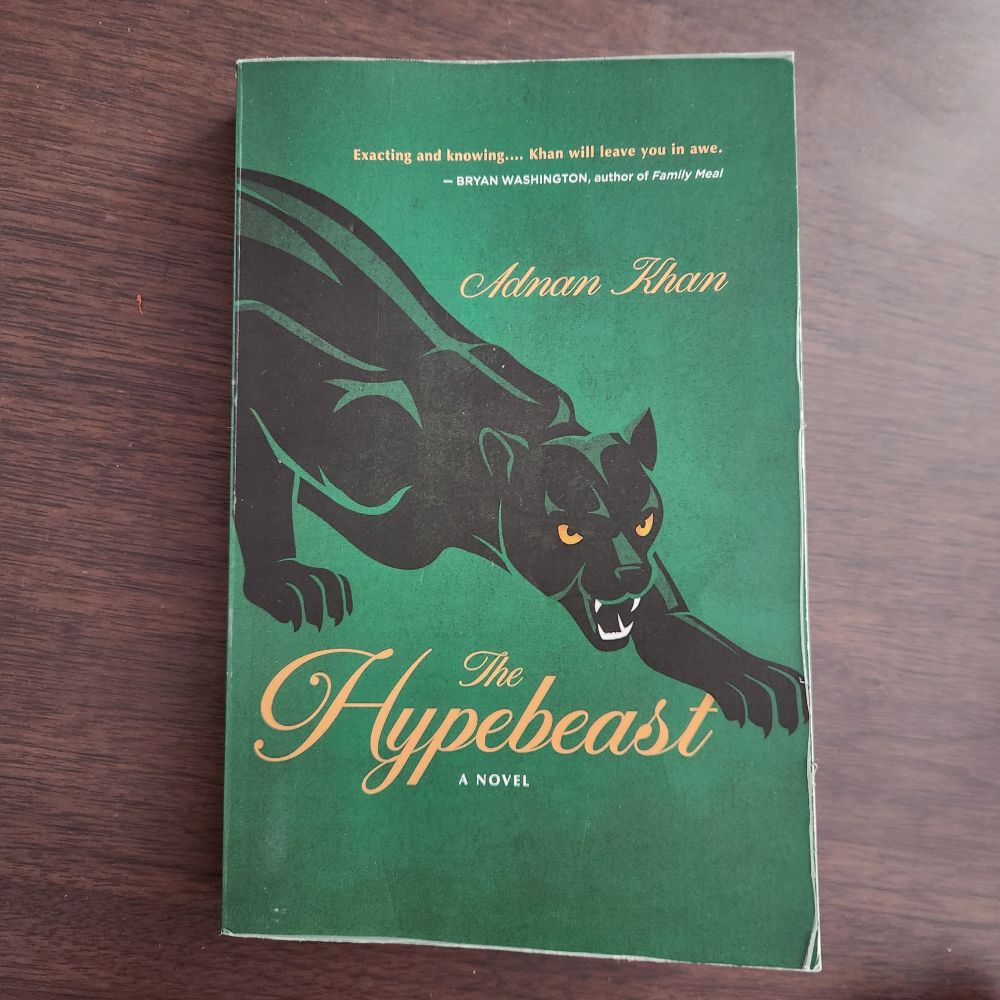 Exacting and knowing.... Khan will leave you in awe.
— BRYAN WASHINGTON, author of Family Meal
Adnan Khan
The
Hypebeast
A NOVEL